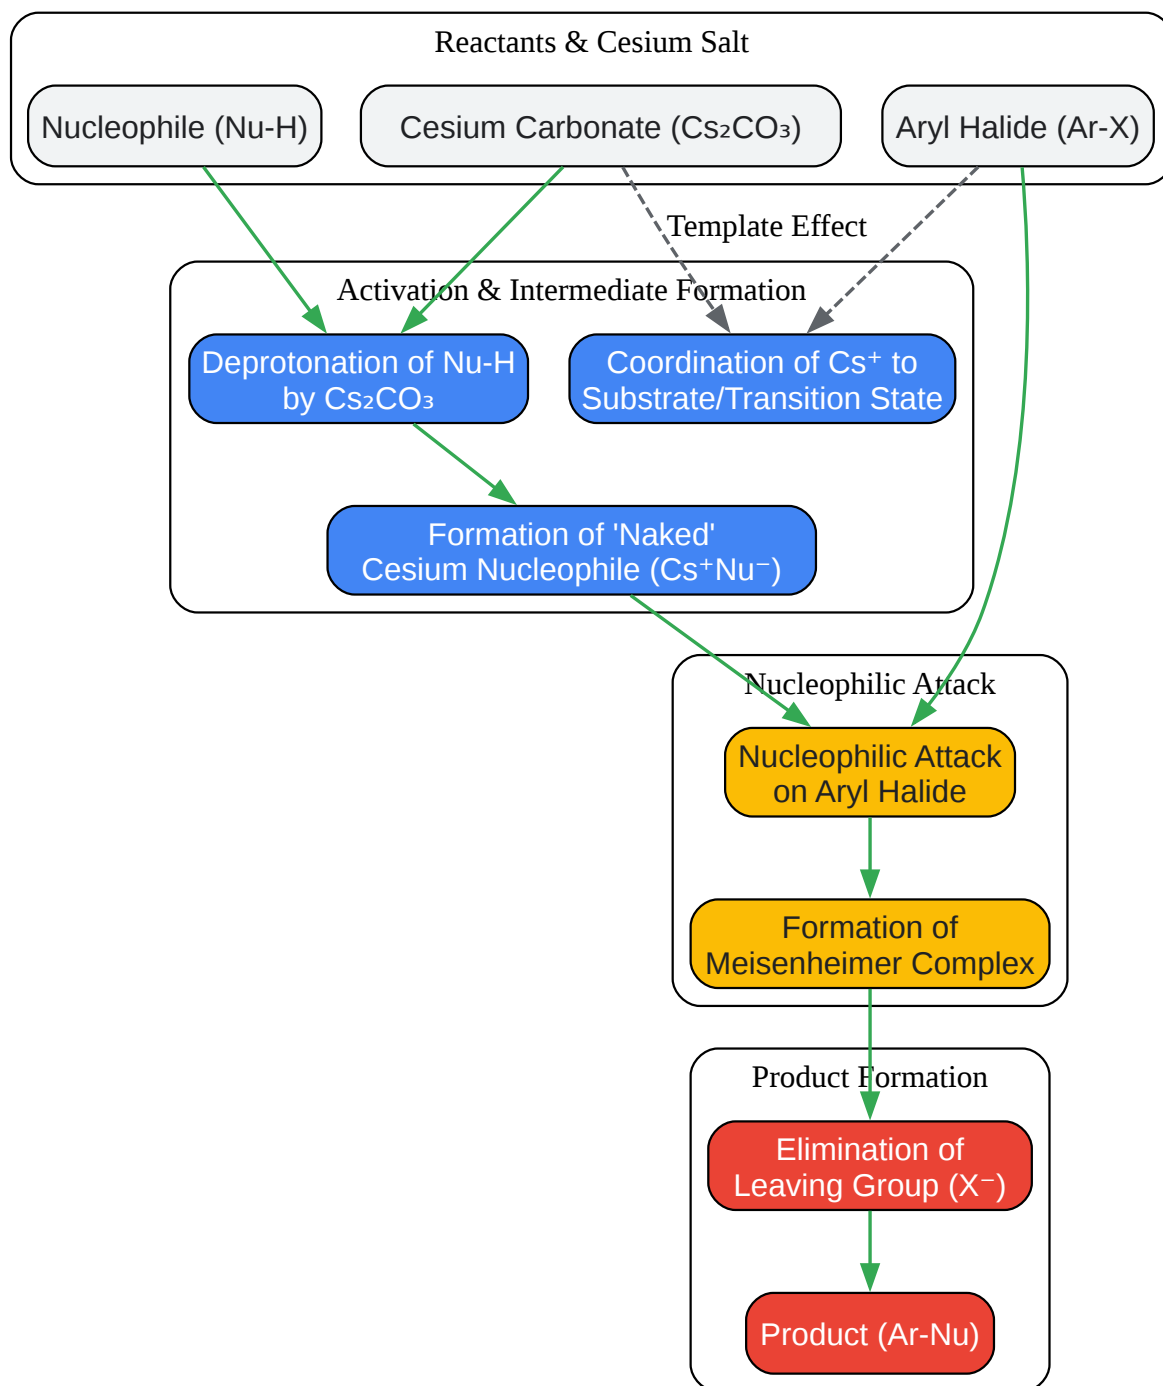 Reactants & Cesium Salt
Nucleophile (Nu-H)
Cesium Carbonate (Cs₂CO₃)
Aryl Halide (Ar-X)
Template Effect
Activation & Intermediate Formation
Deprotonation of Nu-H
by Cs₂CO₃
Coordination of Cs⁺ to
Substrate/Transition State
Formation of 'Naked'
Cesium Nucleophile (Cs⁺Nu⁻)
Nucleophilic Attack
Nucleophilic Attack
on Aryl Halide
Formation of
Meisenheimer Complex
Product Formation
Elimination of
Leaving Group (X⁻)
Product (Ar-Nu)